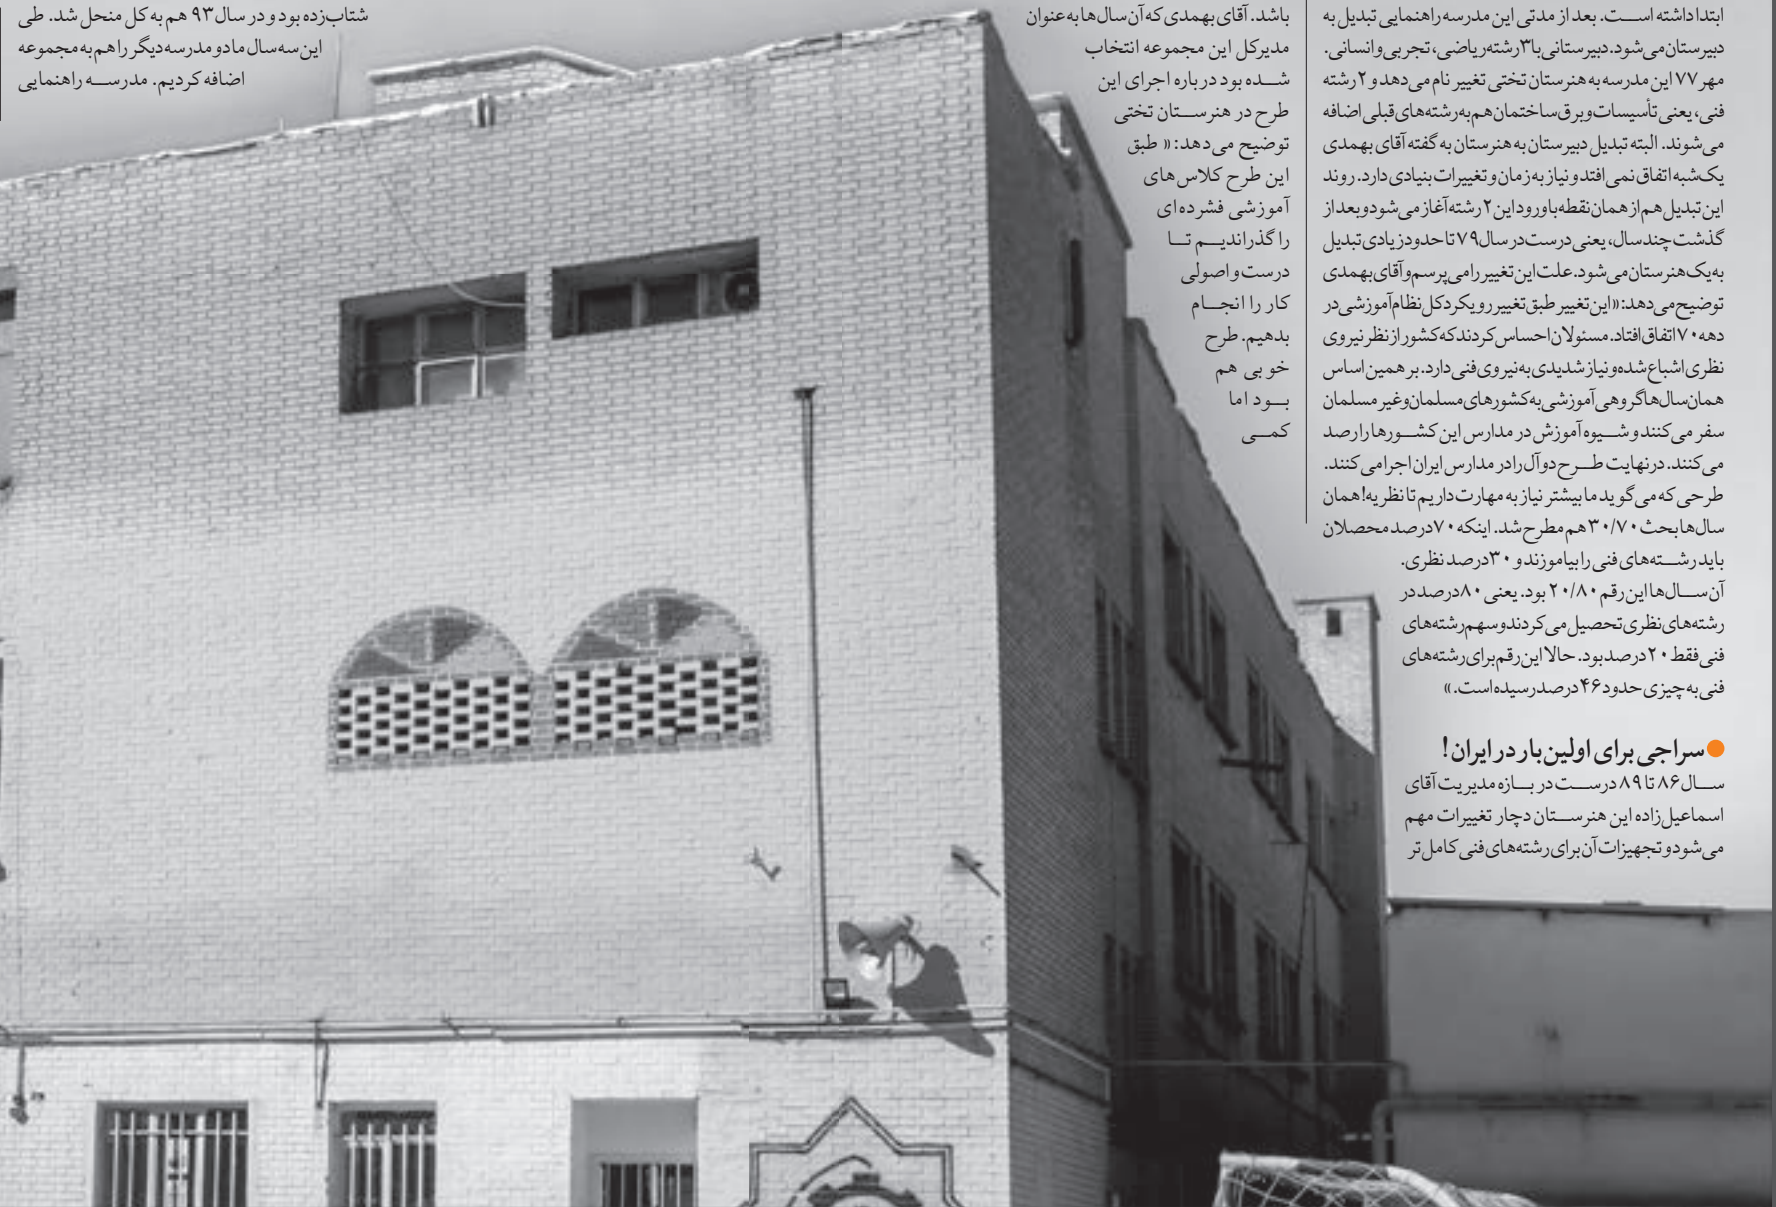 ابتدا داشته است. بعد از مدتی این مدرسه راهنمایی تبدیل به
دبیرستان می‌شود. دبیرستانی با ۳ رشته ریاضی، تجربی و انسانی.
مهر ۷۷ این مدرسه به هنرستان تختی تغییر نام می‌دهد و ۲ رشته
فنی، یعنی تأسیسات و برق ساختمان هم به رشته‌های قبلی اضافه
می‌شوند. البته تبدیل دبیرستان به هنرستان به گفته آقای بهمدی
یک‌شبه اتفاق نمی‌افتد و نیاز به زمان و تغییرات بنیادی دارد. روند
این تبدیل هم از همان نقطه با ورود این ۲ رشته آغاز می‌شود و بعد از
گذشت چند سال، یعنی درست در سال ۷۹ تا حدود زیادی تبدیل
به یک هنرستان می‌شود. علت این تغییر را می‌پرسم و آقای بهمدی
توضیح می‌دهد: «این تغییر طبق تغییر رویکرد کل نظام آموزشی در
دهه ۷۰ اتفاق افتاد. مسئولان احساس کردند که کشور از نظر نیروی
نظری اشباع شده و نیاز شدیدی به نیروی فنی دارد. بر همین اساس
همان سال‌ها گروهی آموزشی به کشورهای مسلمان و غیر مسلمان
سفر می‌کنند و شیوه آموزش در مدارس این کشورها را رصد
می‌کنند. درنهایت طرح دوآل را در مدارس ایران اجرا می‌کنند.
طرحی که می‌گوید ما بیشتر نیاز به مهارت داریم تا نظریه! همان
سال‌ها بحث ۳۰/۷۰ هم مطرح شد. اینکه ۷۰ درصد محصلان
باید رشته‌های فنی را بیاموزند و ۳۰ درصد نظری.
آن سال‌ها این رقم ۲۰/۸۰ بود. یعنی ۸۰ درصد در
رشته‌های نظری تحصیل می‌کردند و سهم رشته‌های
فنی فقط ۲۰ درصد بود. حالا این رقم برای رشته‌های
فنی به چیزی حدود ۴۶ درصد رسیده است.»
سراجی برای اولین بار در ایران!
سال ۸۶ تا ۸۹ درست در بازه مدیریت آقای
اسماعیل‌زاده این هنرستان دچار تغییرات مهم
می‌شود و تجهیزات آن برای رشته‌های فنی کامل‌تر
باشد. آقای بهمدی که آن سال‌ها به عنوان
مدیرکل این مجموعه انتخاب
شده بود درباره اجرای این
طرح در هنرستان تختی
توضیح می‌دهد: « طبق
این طرح کلاس‌های
آموزشی فشرده‌ای
را گذراندیم تا
درست و اصولی
کار را انجام
بدهیم. طرح
خوبی هم
بود اما
کمی
شتاب‌زده بود و در سال ۹۳ هم به کل منحل شد. طی
این سه سال ما دو مدرسه دیگر را هم به مجموعه
اضافه کردیم. مدرسه راهنمایی